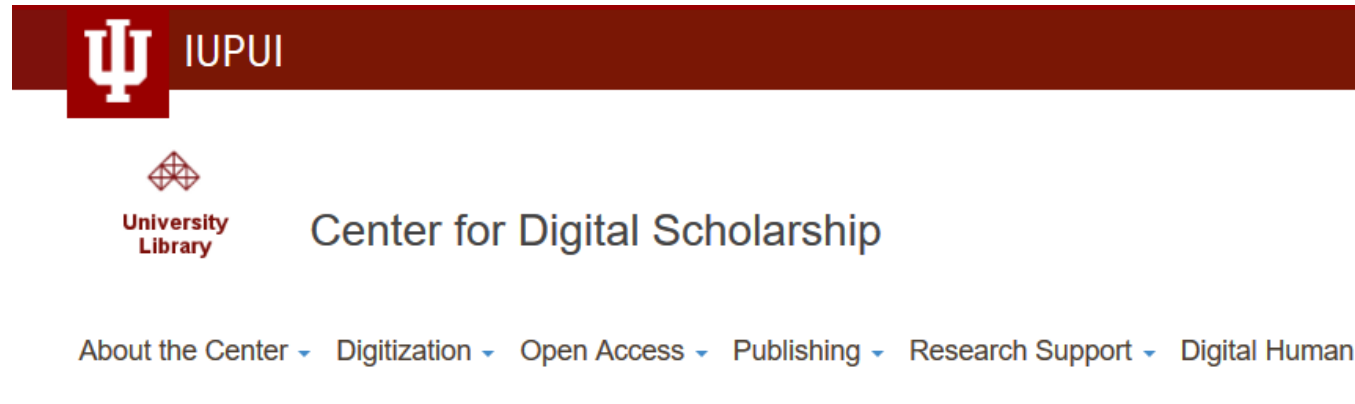 IUPUI
University
Library
Center for Digital Scholarship
About the Center Digitization Open Access Publishing Research Support Digital Human